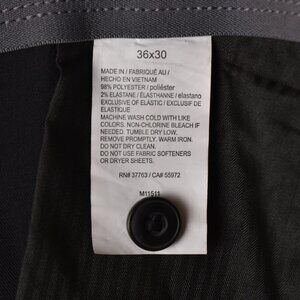 36x30
MADE IN / FABRIQUÉ AU /
HECHO EN VIETNAM
98% POLYESTER / poliéster
2% ELASTANE / ÉLASTHANNE / elastano
EXCLUSIVE OF ELASTIC / EXCLUSIF DE
ELASTIQUE
MACHINE WASH COLD WITH LIKE
COLORS. NON-CHLORINE BLEACH IF
NEEDED. TUMBLE DRY LOW.
REMOVE PROMPTLY. WARM IRON.
DO NOT DRY CLEAN.
DO NOT USE FABRIC SOFTENERS
OR DRYER SHEETS.
RN# 37763 / CA# 55972
M11511